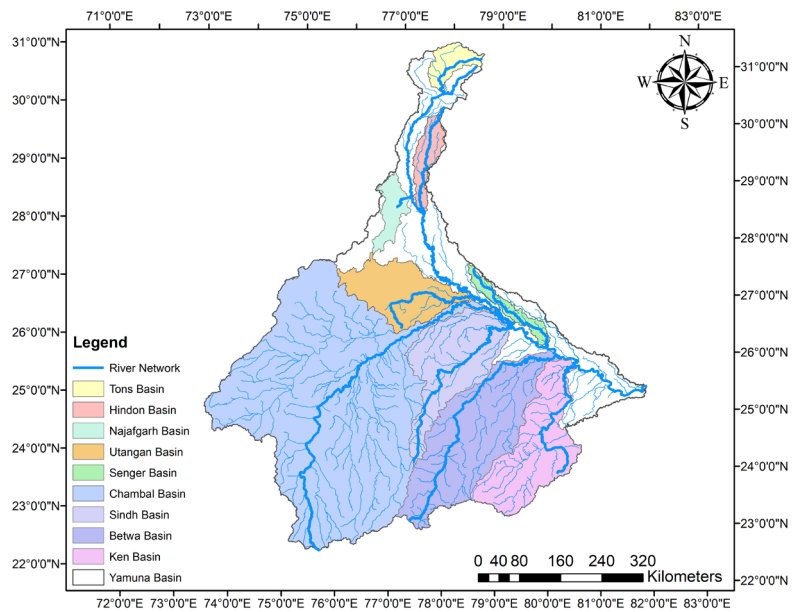 71°0'0"E 73°0'0"E 75°0'0"E 77°0'0"E 79°0'0"E 81°0'0"E 83°0'0"E
31°0'0"N
30°0'0"N
29°0'0"N
28°0'0"N
27°0'0"N
26°0'0"N
25°0'0"N
24°0'0"N
23°0'0"N
22°0'0"N
N
W E
S
31°0'0"N
30°0'0"N
29°0'0"N
28°0'0"N
27°0'0"N
26°0'0"N
25°0'0"N
24°0'0"N
23°0'0"N
22°0'0"N
Legend
River Network
Tons Basin
Hindon Basin
Najafgarh Basin
Utangan Basin
Senger Basin
Chambal Basin
Sindh Basin
Betwa Basin
Ken Basin
Yamuna Basin
0 40 80 160 240 320
Kilometers
72°0'0"E 73°0'0"E 74°0'0"E 75°0'0"E 76°0'0"E 77°0'0"E 78°0'0"E 79°0'0"E 80°0'0"E 81°0'0"E 82°0'0"E 83°0'0"E